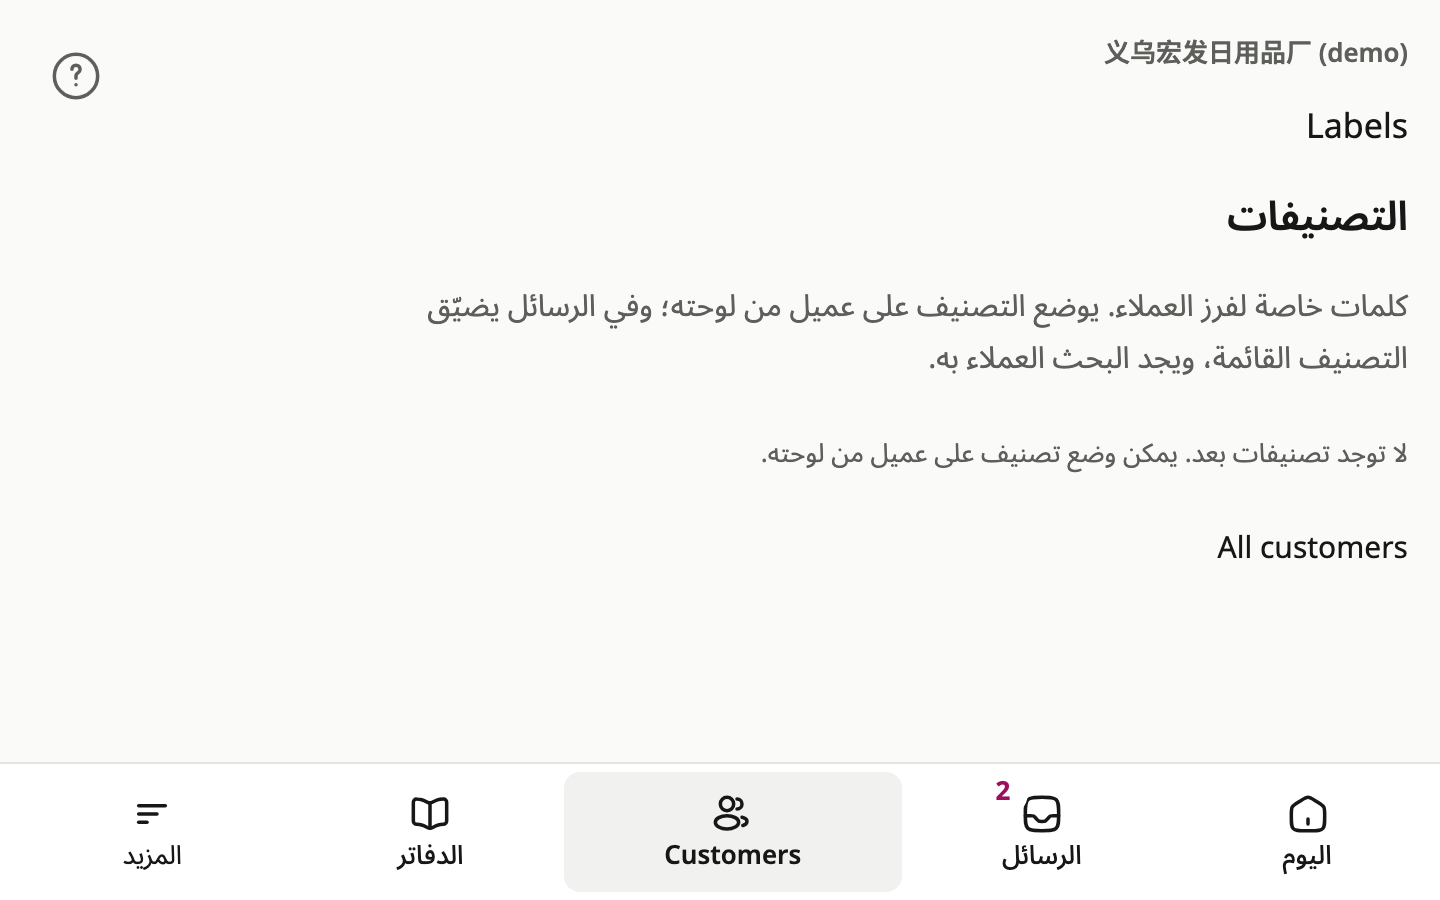 义乌宏发日用品厂 (demo)
Labels
التصنيفات
كلمات خاصة لفرز العملاء. يوضع التصنيف على عميل من لوحته؛ وفي الرسائل يضيّق
التصنيف القائمة، ويجد البحث العملاء به.
لا توجد تصنيفات بعد. يمكن وضع تصنيف على عميل من لوحته.
All customers
اليوم
2
الرسائل
Customers
الدفاتر
المزيد